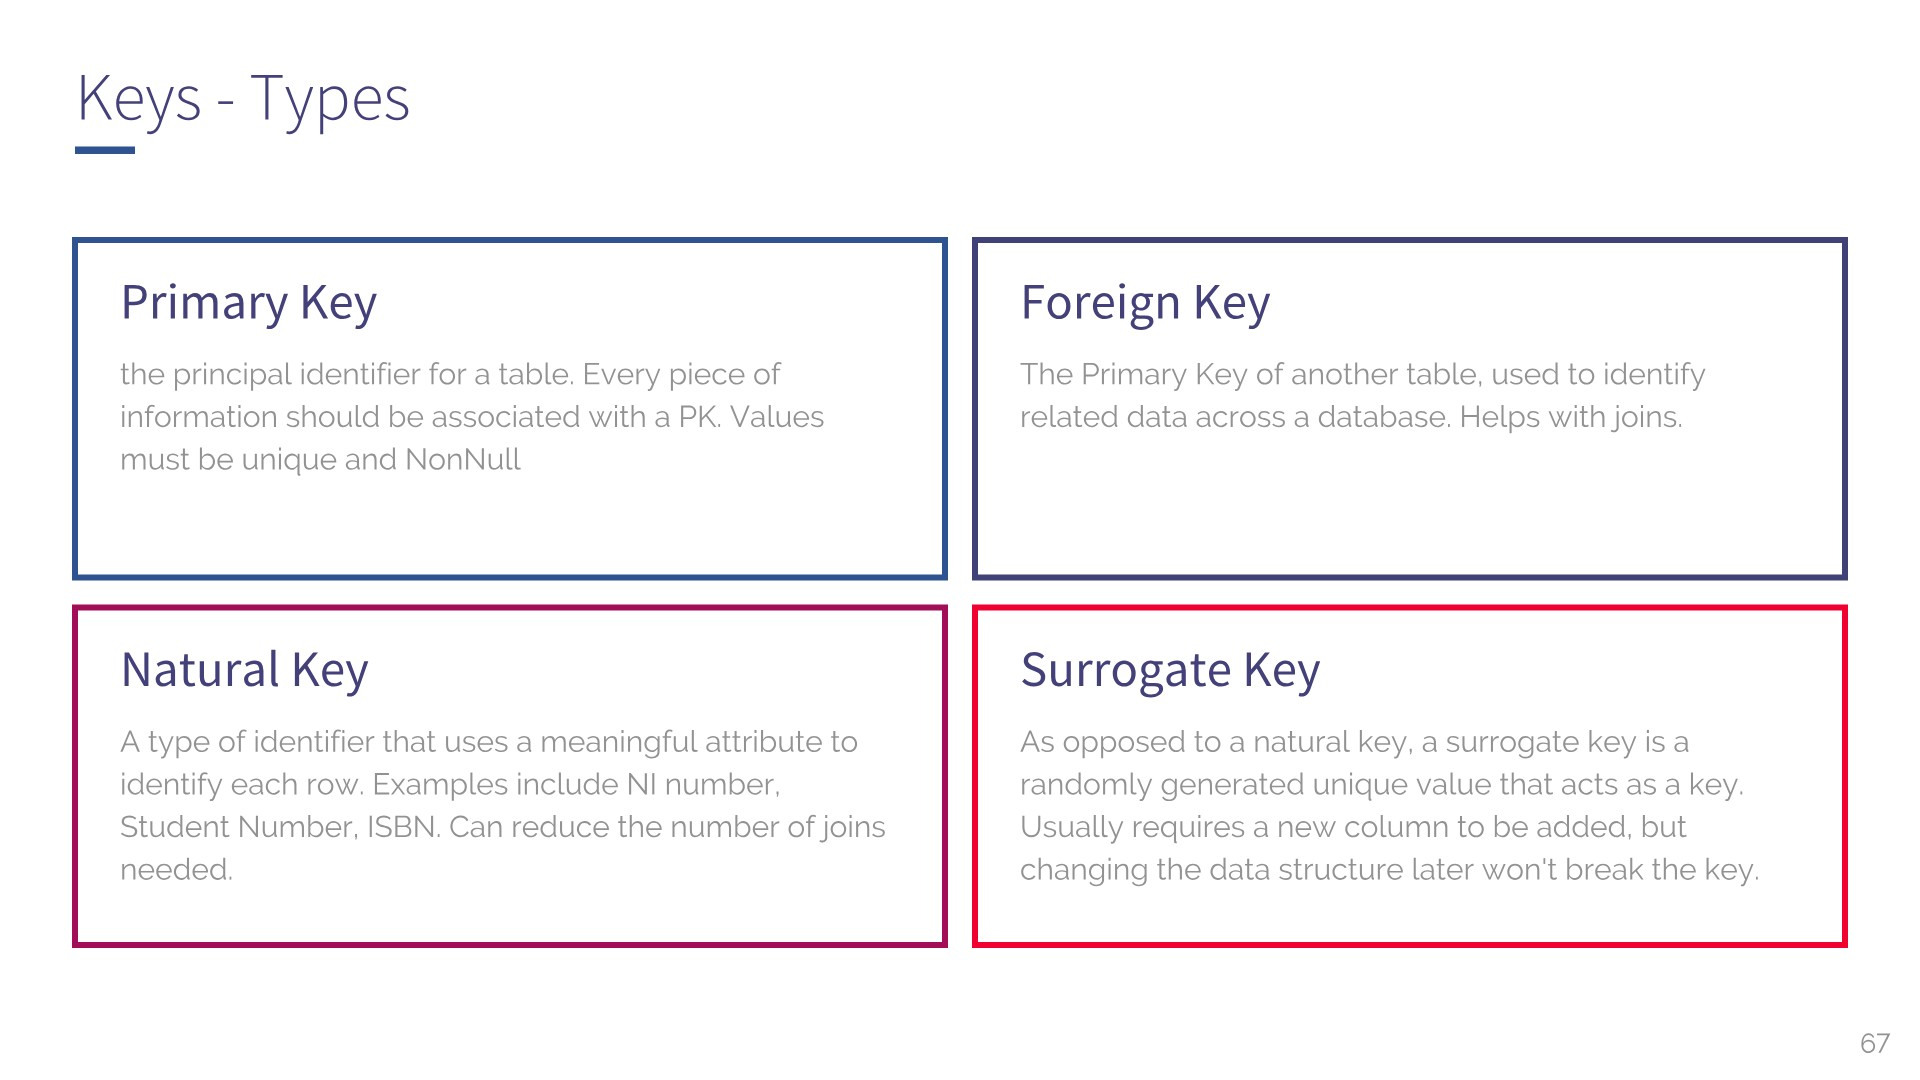 Keys - Types
Primary Key
the principal identifier for a table. Every piece of
information should be associated with a PK. Values
must be unique and NonNull
Foreign Key
The Primary Key of another table, used to identify
related data across a database. Helps with joins.
Natural Key
A type of identifier that uses a meaningful attribute to
identify each row. Examples include NI number,
Student Number, ISBN. Can reduce the number of joins
needed.
Surrogate Key
As opposed to a natural key, a surrogate key is a
randomly generated unique value that acts as a key.
Usually requires a new column to be added, but
changing the data structure later won't break the key.
67